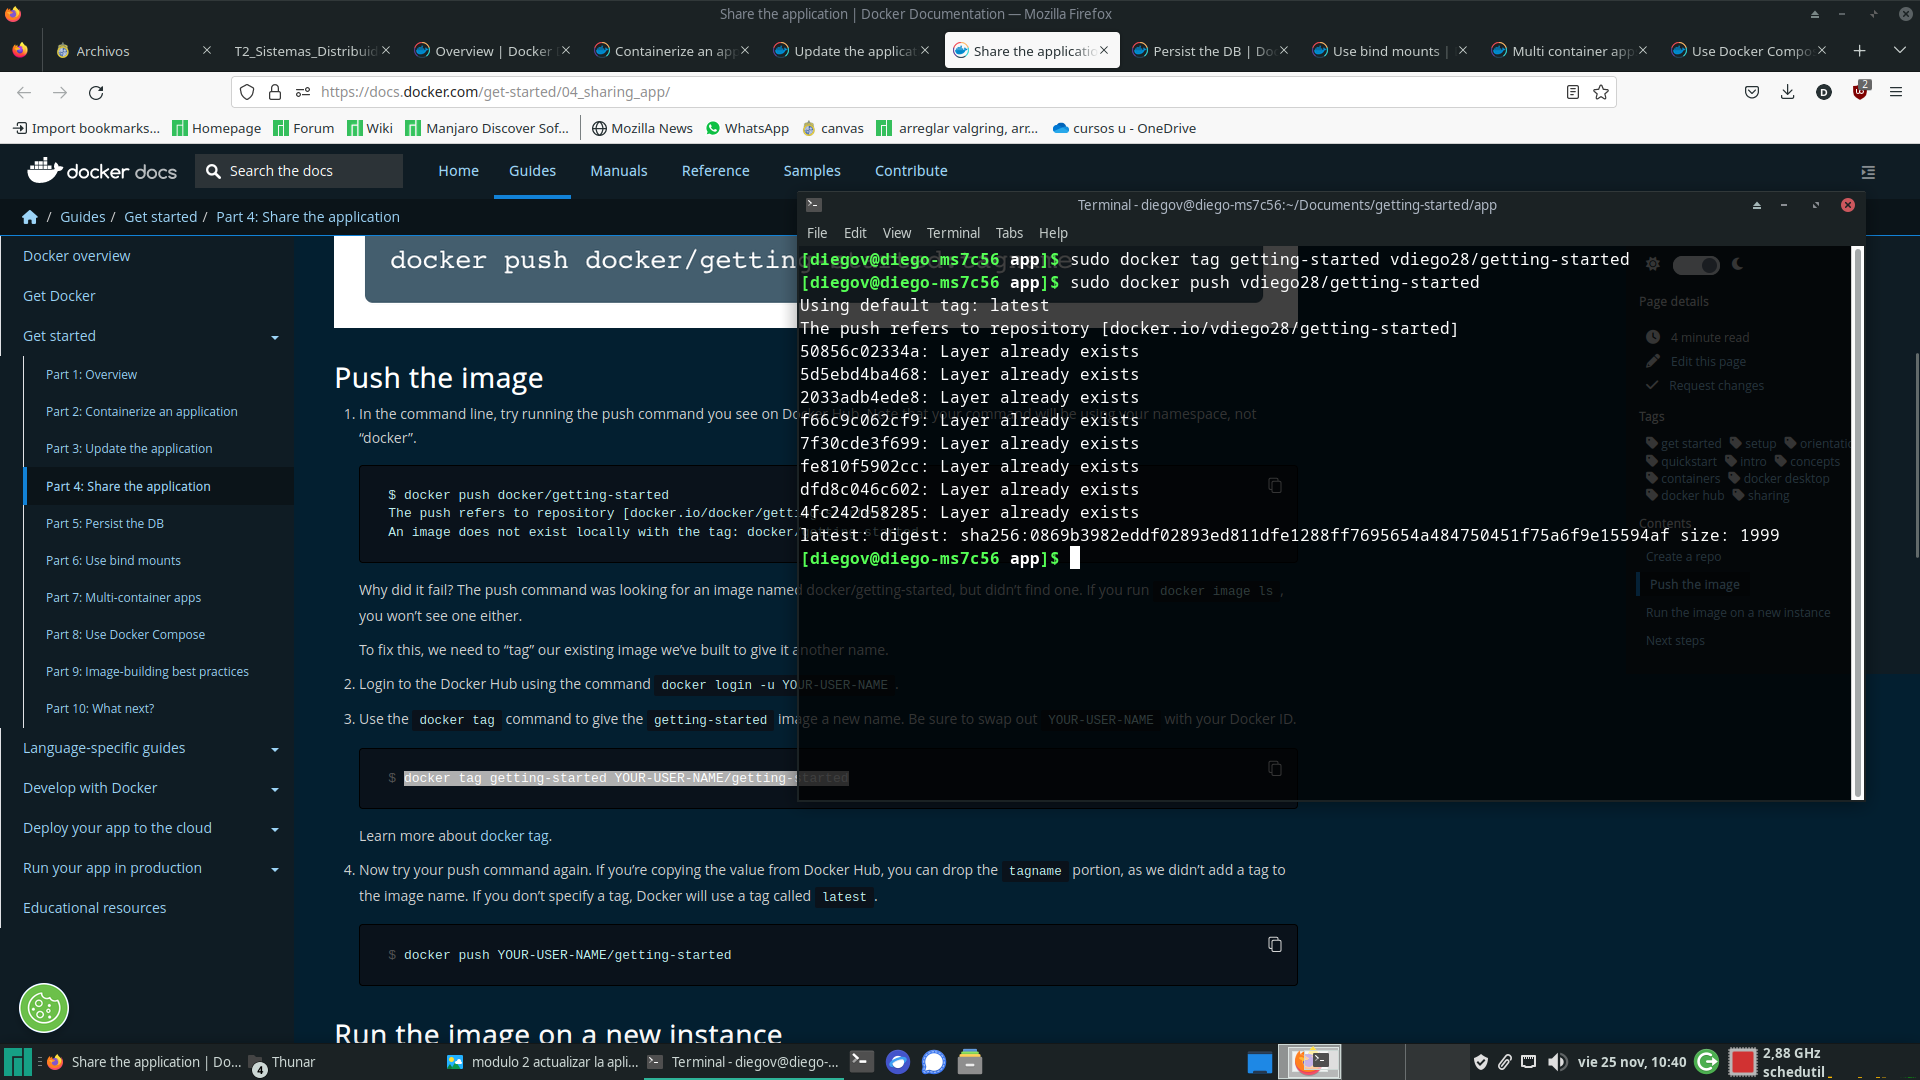 Share the application | Docker Documentation — Mozilla Firefox
Archivos
T2_Sistemas_Distribuid
Overview | Docker
Containerize an app
Update the applicat
Share the applicatio
Persist the DB | Do
Use bind mounts |
Multi container app
Use Docker Compo
https://docs.docker.com/get-started/04_sharing_app/
2
Import bookmarks...
Homepage
Forum
Wiki
Manjaro Discover Sof...
Mozilla News
WhatsApp
canvas
arreglar valgring, arr...
cursos u - OneDrive
docker docs
Search the docs
Home
Guides
Manuals
Reference
Samples
Contribute
/ Guides / Get started / Part 4: Share the application
Docker overview
Get Docker
Get started
Part 1: Overview
Part 2: Containerize an application
Part 3: Update the application
Part 4: Share the application
Part 5: Persist the DB
Part 6: Use bind mounts
Part 7: Multi-container apps
Part 8: Use Docker Compose
Part 9: Image-building best practices
Part 10: What next?
Language-specific guides
Develop with Docker
Deploy your app to the cloud
Run your app in production
Educational resources
docker push docker/getting-started:tagname
Push the image
1. In the command line, try running the push command you see on Docker Hub. Note that your command will be using your namespace, not
“docker”.
$ docker push docker/getting-started
The push refers to repository [docker.io/docker/getti
An image does not exist locally with the tag: docker/getting-started
Why did it fail? The push command was looking for an image named docker/getting-started, but didn’t find one. If you run docker image ls ,
you won’t see one either.
To fix this, we need to “tag” our existing image we’ve built to give it another name.
2. Login to the Docker Hub using the command docker login -u YOUR-USER-NAME .
3. Use the docker tag command to give the getting-started image a new name. Be sure to swap out YOUR-USER-NAME with your Docker ID.
$ docker tag getting-started YOUR-USER-NAME/getting-started
Learn more about docker tag.
4. Now try your push command again. If you’re copying the value from Docker Hub, you can drop the tagname portion, as we didn’t add a tag to
the image name. If you don’t specify a tag, Docker will use a tag called latest .
$ docker push YOUR-USER-NAME/getting-started
Run the image on a new instance
Terminal - diegov@diego-ms7c56:~/Documents/getting-started/app
File Edit View Terminal Tabs Help
[diegov@diego-ms7c56 app]$ sudo docker tag getting-started vdiego28/getting-started
[diegov@diego-ms7c56 app]$ sudo docker push vdiego28/getting-started
Using default tag: latest
The push refers to repository [docker.io/vdiego28/getting-started]
50856c02334a: Layer already exists
5d5ebd4ba468: Layer already exists
2033adb4ede8: Layer already exists
f66c9c062cf9: Layer already exists
7f30cde3f699: Layer already exists
fe810f5902cc: Layer already exists
dfd8c046c602: Layer already exists
4fc242d58285: Layer already exists
latest: digest: sha256:0869b3982eddf02893ed811dfe1288ff7695654a484750451f75a6f9e15594af size: 1999
[diegov@diego-ms7c56 app]$
Page details
4 minute read
Edit this page
Request changes
Tags
get started setup orientatio
quickstart intro concepts
containers docker desktop
docker hub sharing
Contents
Create a repo
Push the image
Run the image on a new instance
Next steps
Share the application | Do...
4
Thunar
modulo 2 actualizar la apli...
Terminal - diegov@diego-...
vie 25 nov, 10:40
2,88 GHz
schedutil